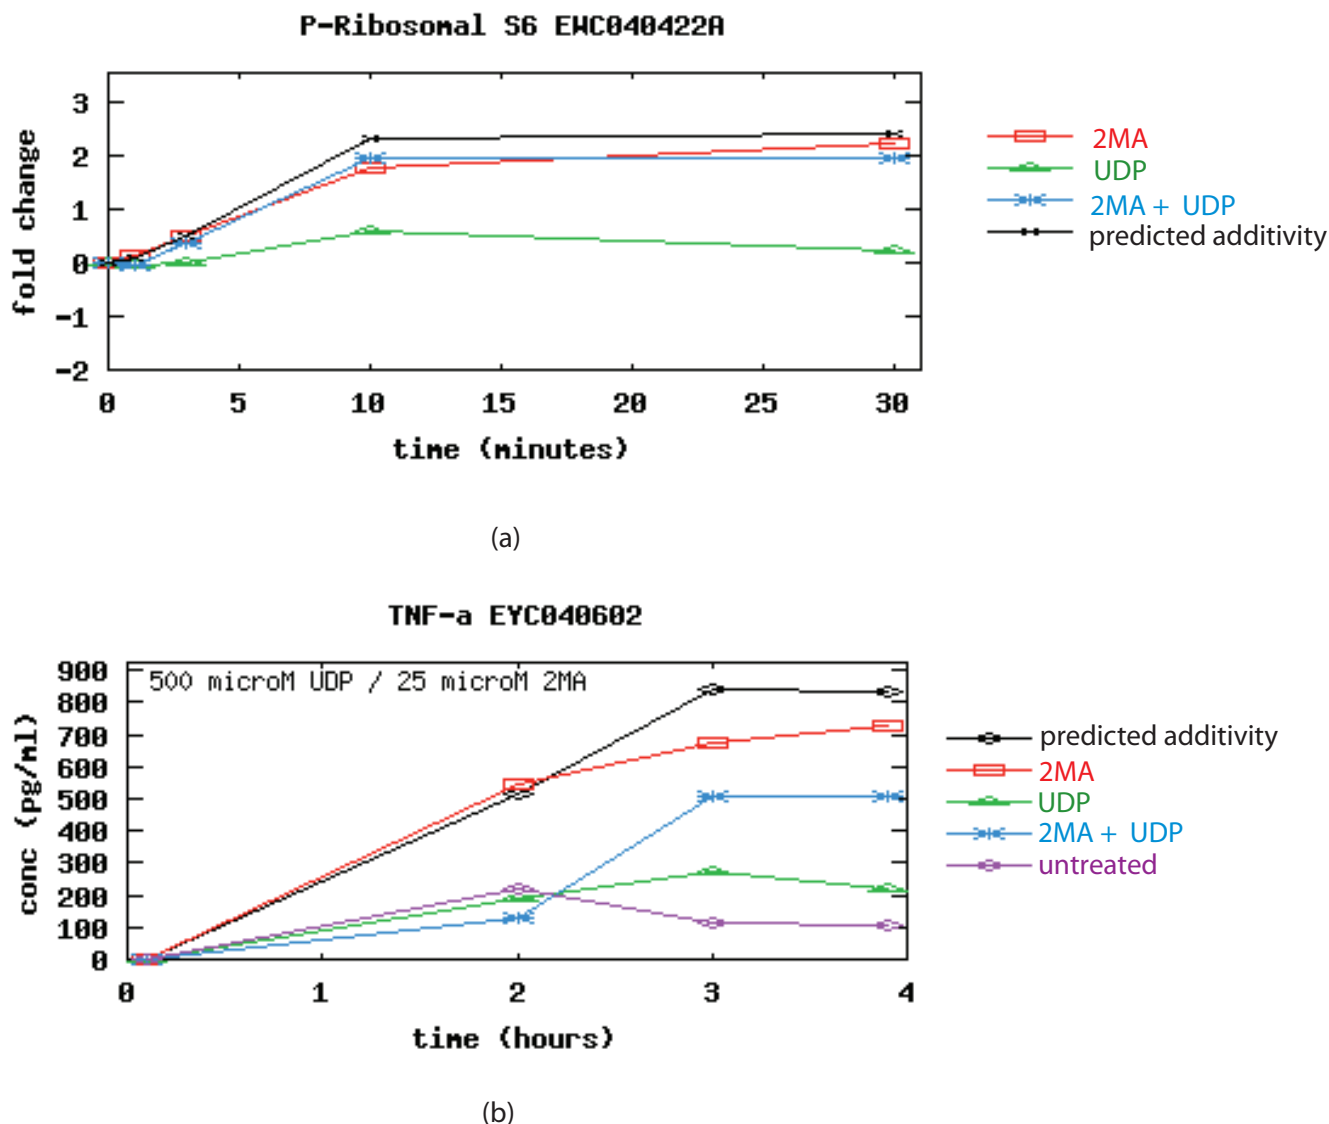 P-Ribosomal S6 EWC040422A
fold change
3
2
1
0
-1
-2
0 5 10 15 20 25 30
time (minutes)
2MA
UDP
2MA + UDP
predicted additivity
(a)
TNF-a EYC040602
500 microM UDP / 25 microM 2MA
conc (pg/ml)
900
800
700
600
500
400
300
200
100
0
0 1 2 3 4
time (hours)
predicted additivity
2MA
UDP
2MA + UDP
untreated
(b)